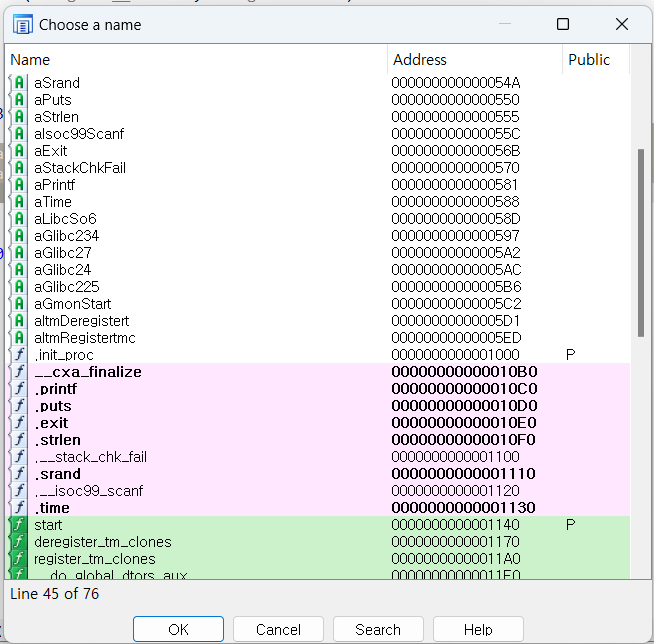 Choose a name
Name Address Public
aSrand 000000000000054A
aPuts 0000000000000550
aStrlen 0000000000000555
aIsoc99Scanf 000000000000055C
aExit 000000000000056B
aStackChkFail 0000000000000570
aPrintf 0000000000000581
aTime 0000000000000588
aLibcSo6 000000000000058D
aGlibc234 0000000000000597
aGlibc27 00000000000005A2
aGlibc24 00000000000005AC
aGlibc225 00000000000005B6
aGmonStart 00000000000005C2
aItmDeregistert 00000000000005D1
aItmRegistertmc 00000000000005ED
.init_proc 0000000000001000 P
__cxa_finalize 00000000000010B0
.printf 00000000000010C0
.puts 00000000000010D0
.exit 00000000000010E0
.strlen 00000000000010F0
.__stack_chk_fail 0000000000001100
.srand 0000000000001110
.__isoc99_scanf 0000000000001120
.time 0000000000001130
start 0000000000001140 P
deregister_tm_clones 0000000000001170
register_tm_clones 00000000000011A0
__do_global_dtors_aux 00000000000011E0
Line 45 of 76
OK Cancel Search Help